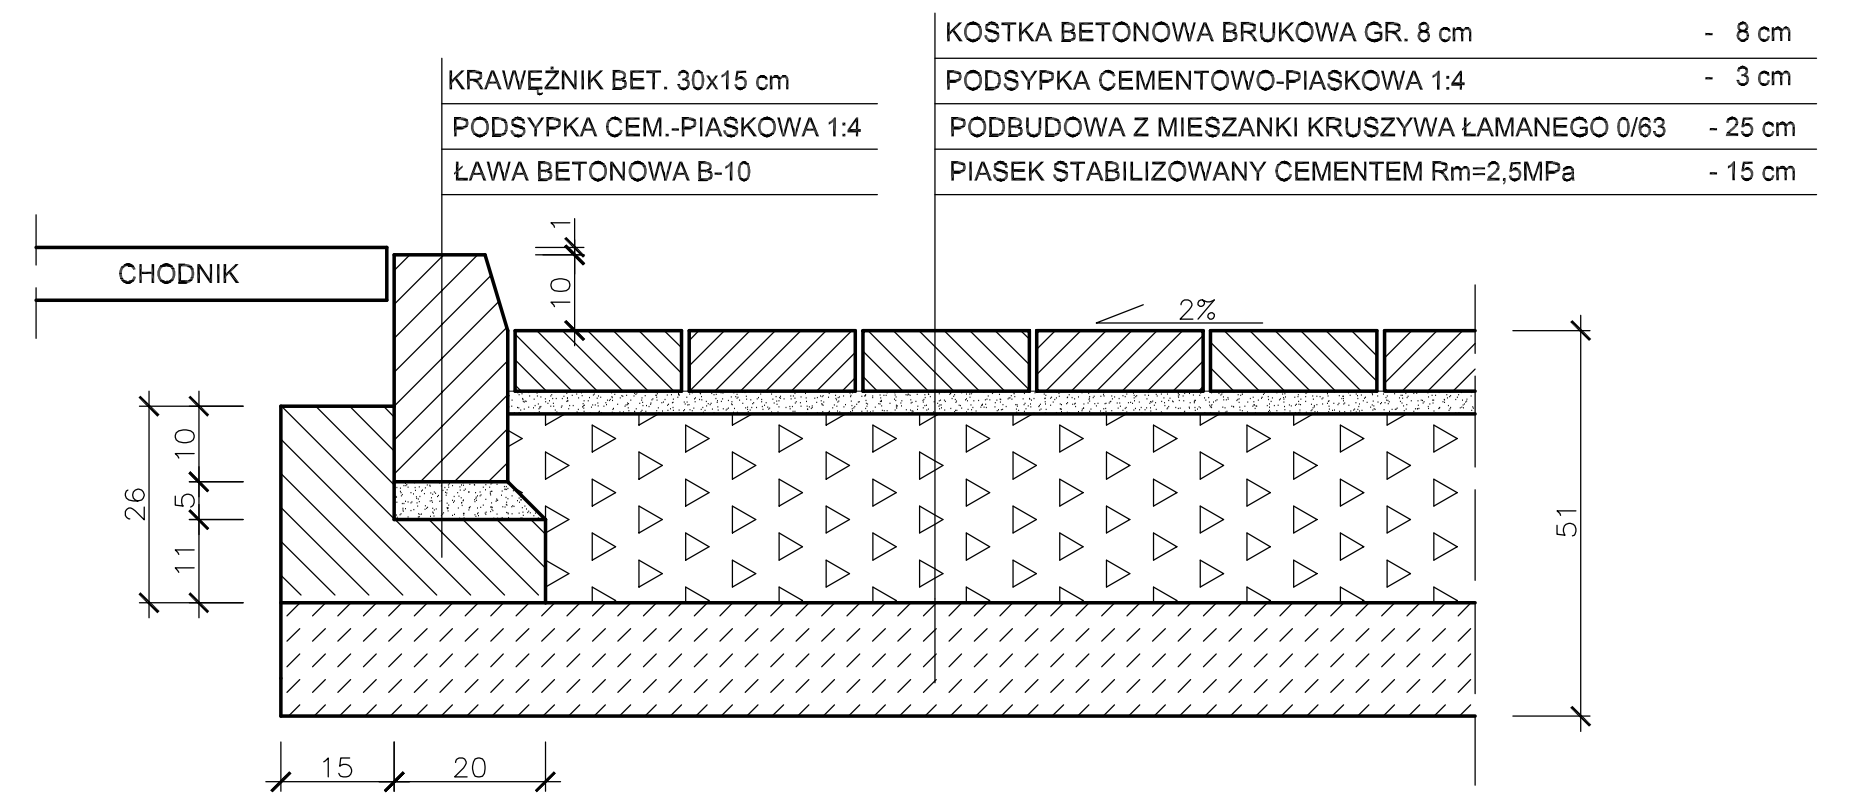 KOSTKA BETONOWA BRUKOWA GR. 8 cm - 8 cm
KRAWĘŻNIK BET. 30x15 cm
PODSYPKA CEMENTOWO-PIASKOWA 1:4 - 3 cm
PODSYPKA CEM.-PIASKOWA 1:4
PODBUDOWA Z MIESZANKI KRUSZYWA ŁAMANEGO 0/63 - 25 cm
ŁAWA BETONOWA B-10
PIASEK STABILIZOWANY CEMENTEM Rm=2,5MPa - 15 cm
1
CHODNIK
10
2%
10
26
5
11
51
15
20